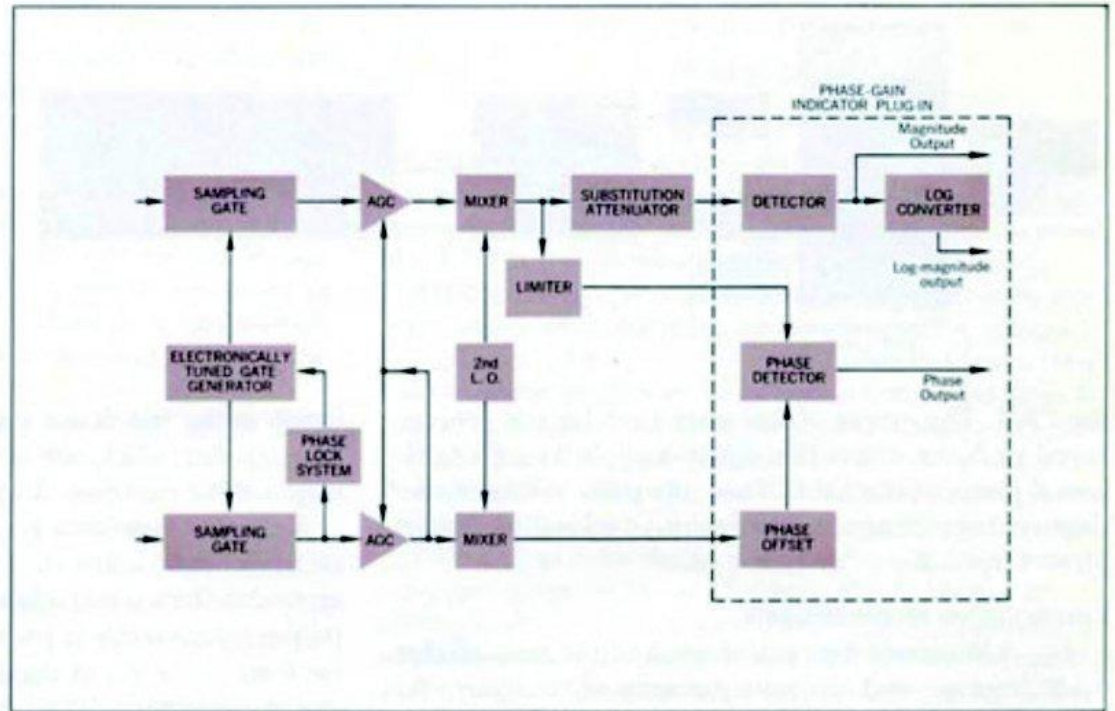 PHASE-GAIN
INDICATOR PLUG-IN
Magnitude
Output
SAMPLING
GATE
AGC
MIXER
SUBSTITUTION
ATTENUATOR
DETECTOR
LOG
CONVERTER
Log-magnitude
output
LIMITER
ELECTRONICALLY
TUNED GATE
GENERATOR
2nd
L.O.
PHASE
DETECTOR
Phase
Output
PHASE
LOCK
SYSTEM
SAMPLING
GATE
AGC
MIXER
PHASE
OFFSET